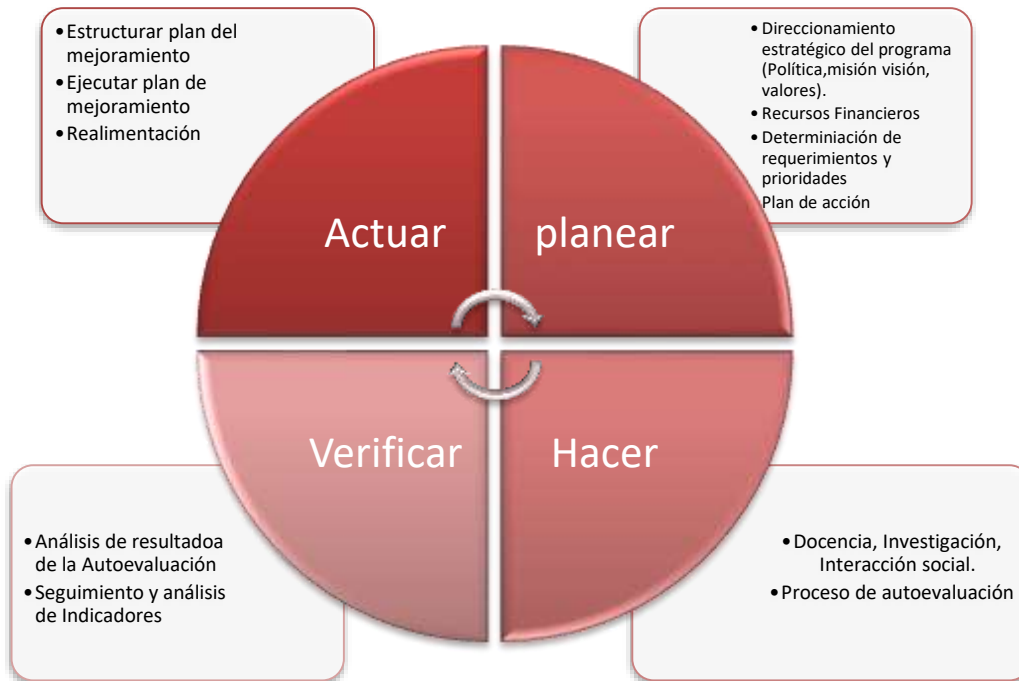 •Estructurar plan del
mejoramiento
•Ejecutar plan de
mejoramiento
•Realimentación
•Direccionamiento
estratégico del programa
(Política,misión visión,
valores).
•Recursos Financieros
•Determiniación de
requerimientos y
prioridades
Plan de acción
Actuar
planear
Verificar
Hacer
•Análisis de resultadoa
de la Autoevaluación
•Seguimiento y análisis
de Indicadores
•Docencia, Investigación,
Interacción social.
•Proceso de autoevaluación